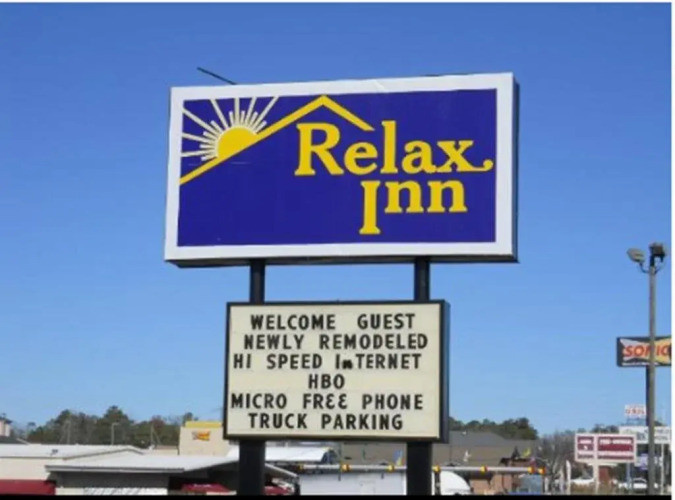 Relax
Inn
WELCOME GUEST
NEWLY REMODELED
HI SPEED InTERNET
HBO
MICRO FREE PHONE
TRUCK PARKING
SONIC